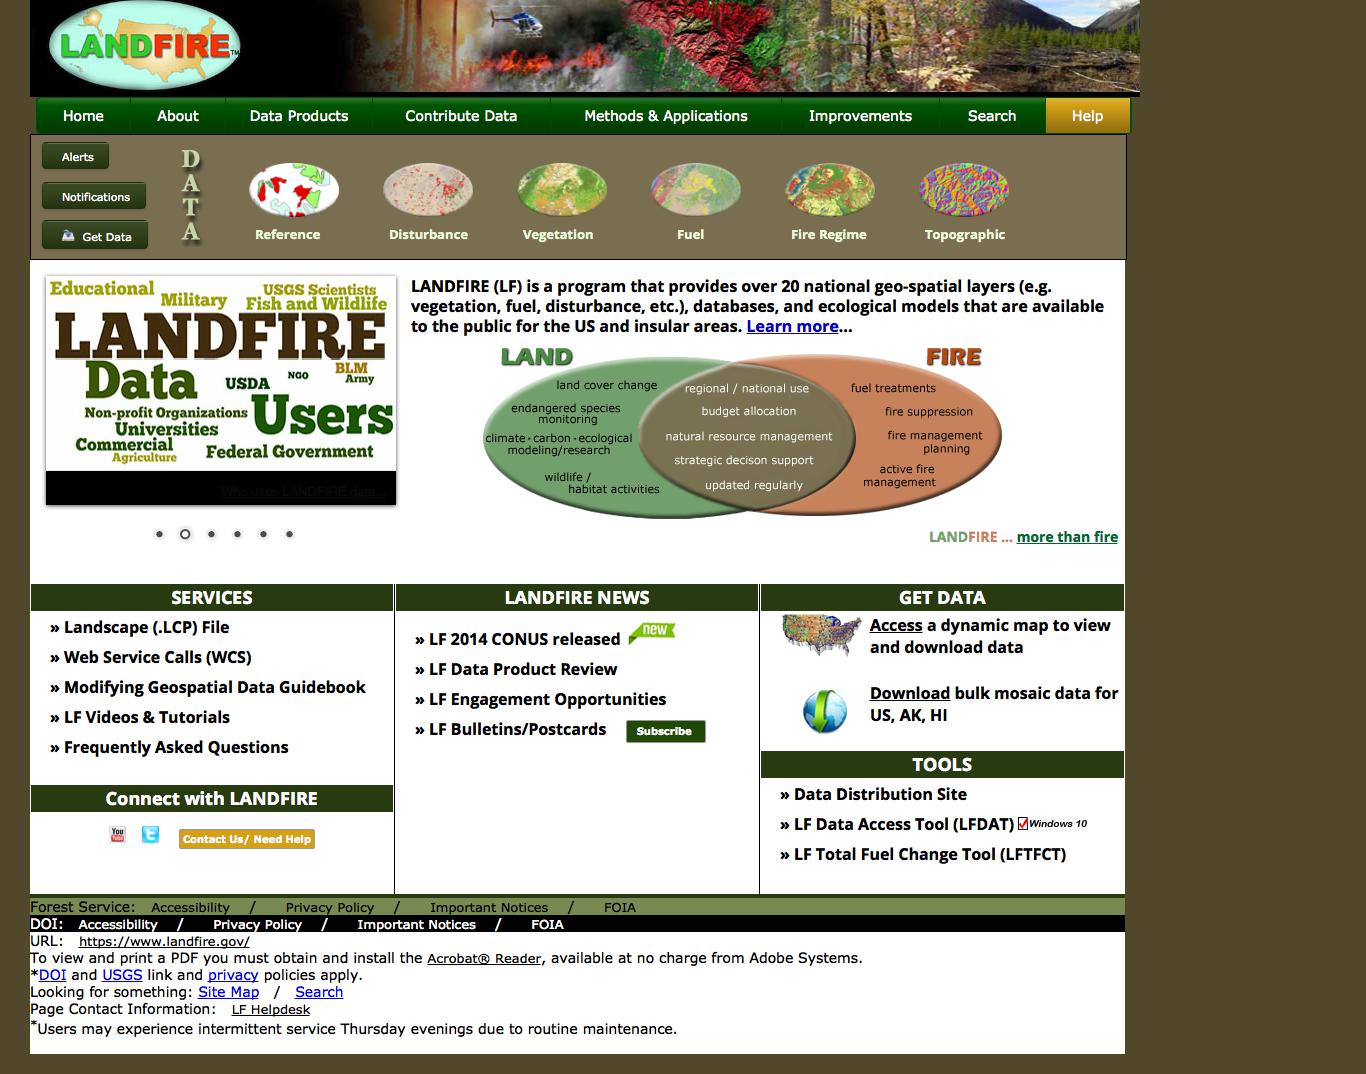 LANDFIRE™
Home About Data Products Contribute Data Methods & Applications Improvements Search Help
Alerts
Notifications
Get Data
DATA
Reference Disturbance Vegetation Fuel Fire Regime Topographic
Educational USGS Scientists
Military Fish and Wildlife
LANDFIRE
Data USDA NGO BLM
Army
Non-profit Organizations Users
Universities
Commercial Federal Government
Agriculture
Who uses LANDFIRE data...
LANDFIRE (LF) is a program that provides over 20 national geo-spatial layers (e.g.
vegetation, fuel, disturbance, etc.), databases, and ecological models that are available
to the public for the US and insular areas. Learn more...
LAND
land cover change
endangered species
monitoring
climate • carbon • ecological
modeling/research
wildlife /
habitat activities
regional / national use
budget allocation
natural resource management
strategic decison support
updated regularly
FIRE
fuel treatments
fire suppression
fire management
planning
active fire
management
LANDFIRE ... more than fire
SERVICES
» Landscape (.LCP) File
» Web Service Calls (WCS)
» Modifying Geospatial Data Guidebook
» LF Videos & Tutorials
» Frequently Asked Questions
Connect with LANDFIRE
You Tube
Contact Us/ Need Help
LANDFIRE NEWS
» LF 2014 CONUS released new
» LF Data Product Review
» LF Engagement Opportunities
» LF Bulletins/Postcards Subscribe
GET DATA
Access a dynamic map to view
and download data
Download bulk mosaic data for
US, AK, HI
TOOLS
» Data Distribution Site
» LF Data Access Tool (LFDAT) Windows 10
» LF Total Fuel Change Tool (LFTFCT)
Forest Service: Accessibility / Privacy Policy / Important Notices / FOIA
DOI: Accessibility / Privacy Policy / Important Notices / FOIA
URL: https://www.landfire.gov/
To view and print a PDF you must obtain and install the Acrobat® Reader, available at no charge from Adobe Systems.
*DOI and USGS link and privacy policies apply.
Looking for something: Site Map / Search
Page Contact Information: LF Helpdesk
*Users may experience intermittent service Thursday evenings due to routine maintenance.